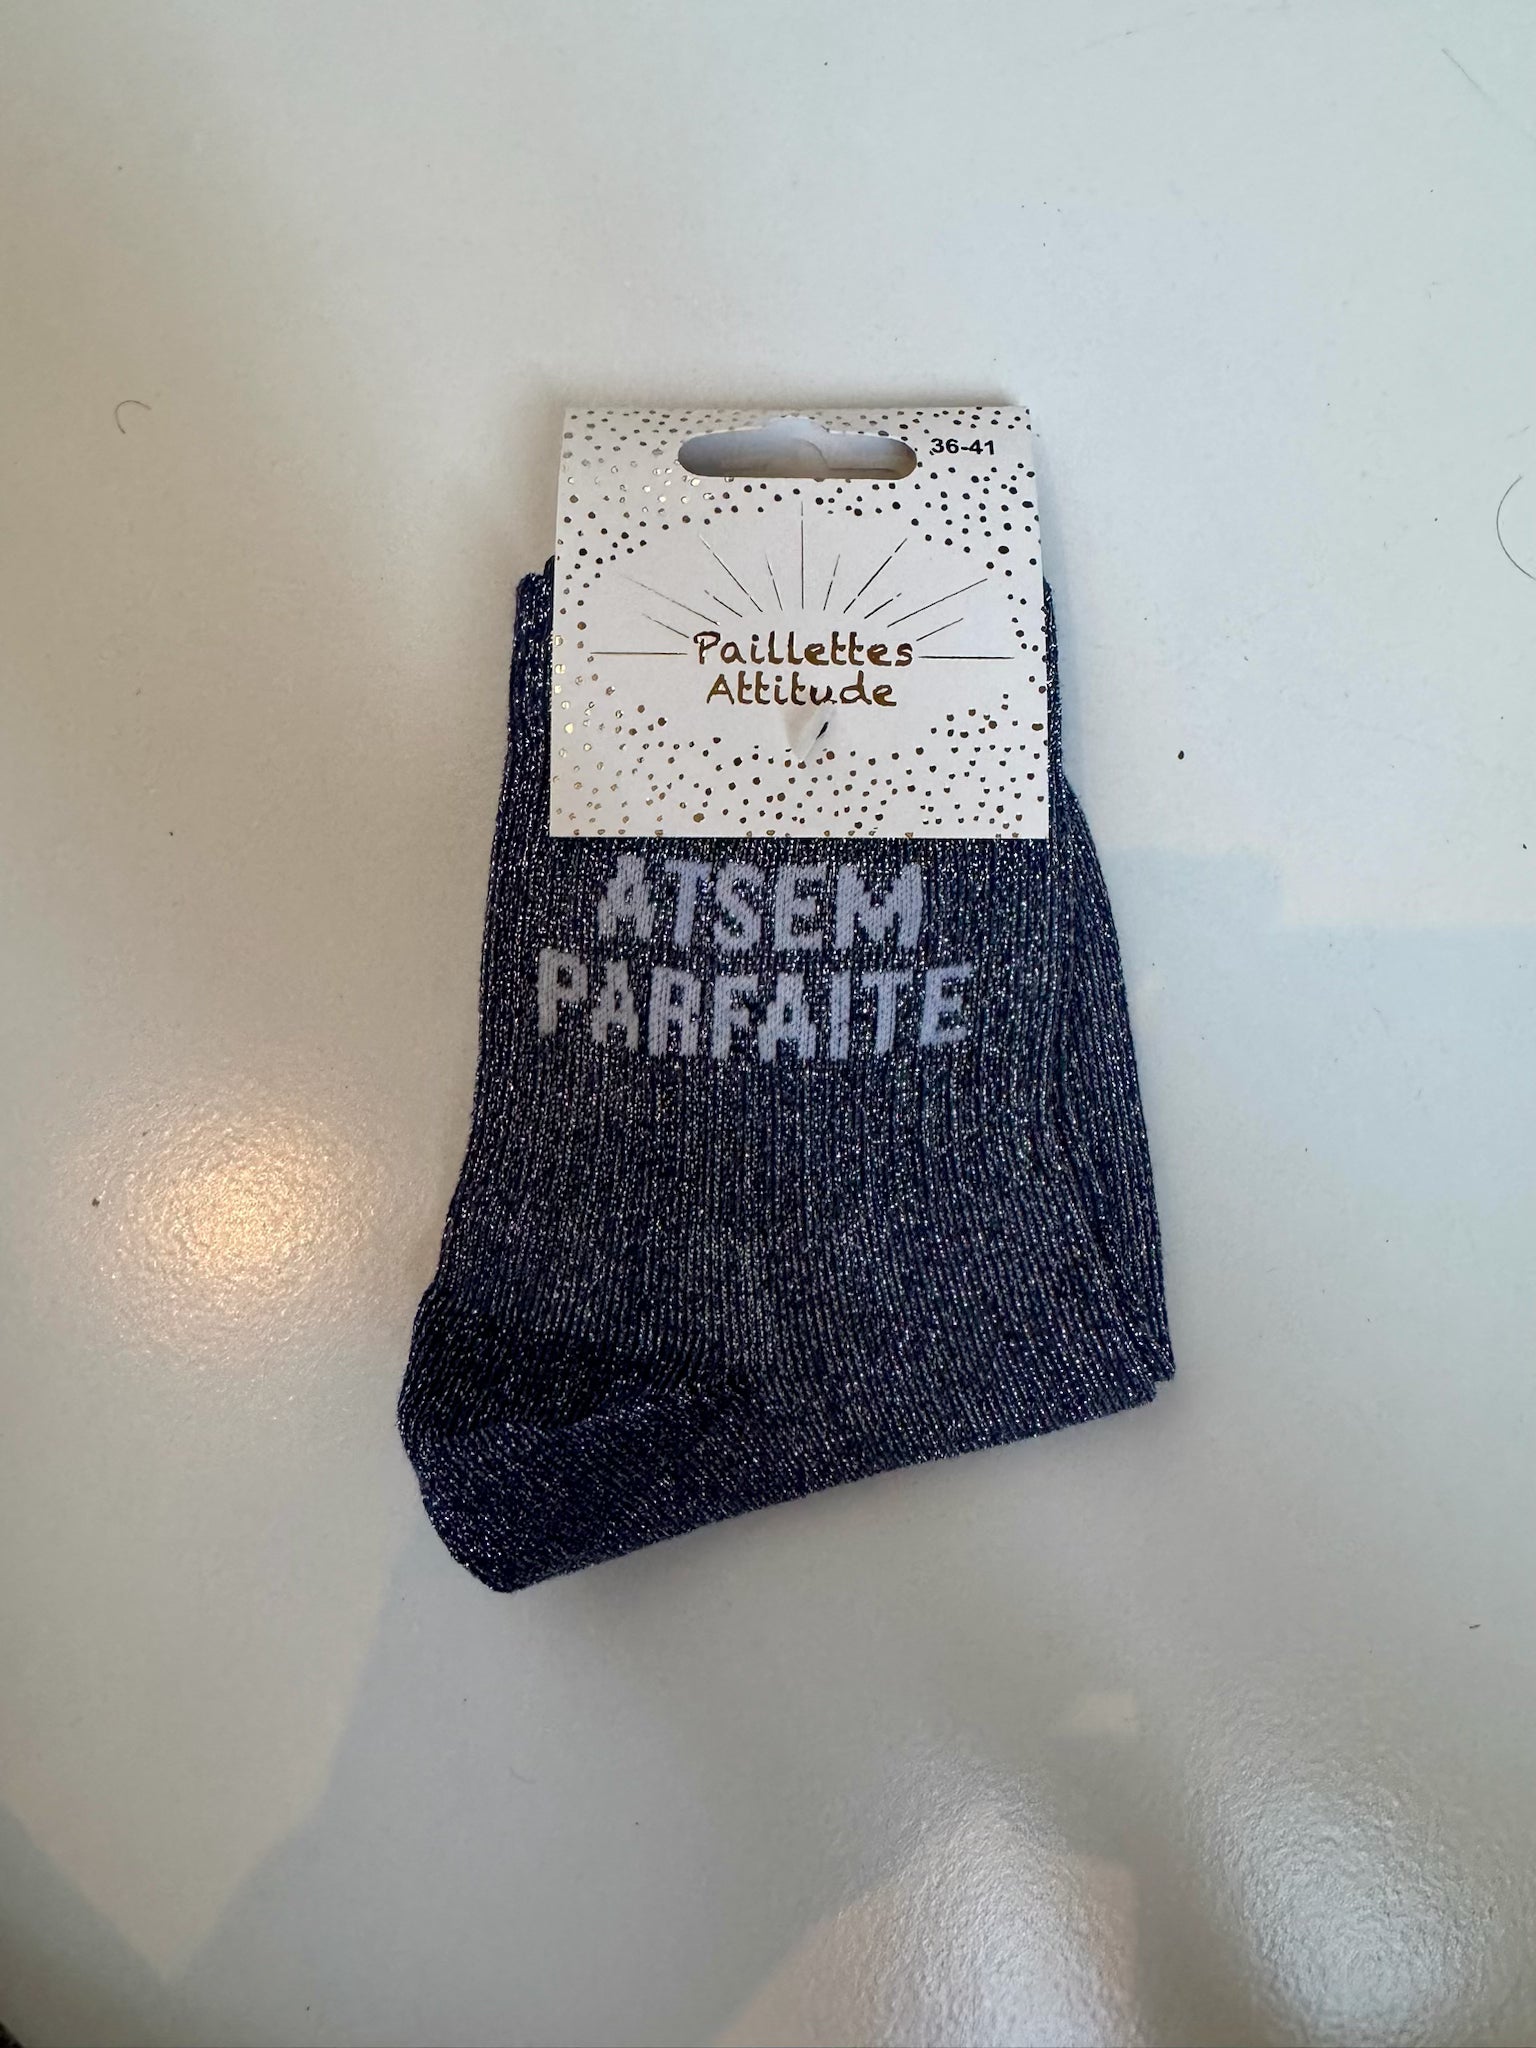 36-41
Paillettes
Attitude
ATSEM
PARFAITE